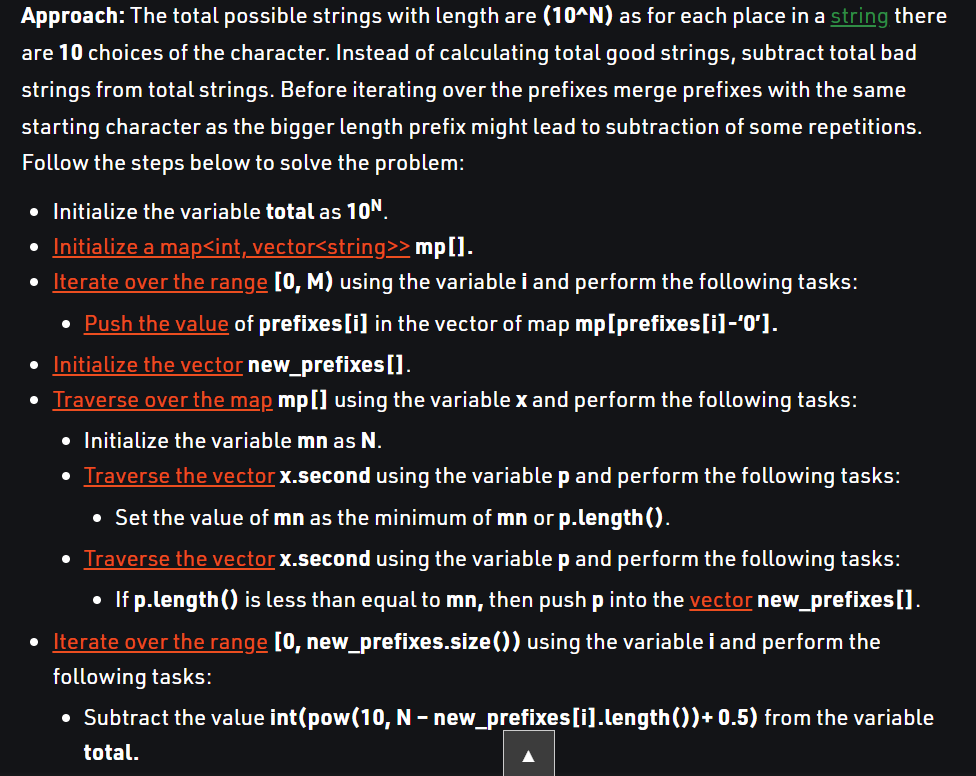 Approach: The total possible strings with length are (10^N) as for each place in a string there
are 10 choices of the character. Instead of calculating total good strings, subtract total bad
strings from total strings. Before iterating over the prefixes merge prefixes with the same
starting character as the bigger length prefix might lead to subtraction of some repetitions.
Follow the steps below to solve the problem:
• Initialize the variable total as 10ᴺ.
• Initialize a map<int, vector<string>> mp[].
• Iterate over the range [0, M) using the variable i and perform the following tasks:
• Push the value of prefixes[i] in the vector of map mp[prefixes[i]-‘0’].
• Initialize the vector new_prefixes[].
• Traverse over the map mp[] using the variable x and perform the following tasks:
• Initialize the variable mn as N.
• Traverse the vector x.second using the variable p and perform the following tasks:
• Set the value of mn as the minimum of mn or p.length().
• Traverse the vector x.second using the variable p and perform the following tasks:
• If p.length() is less than equal to mn, then push p into the vector new_prefixes[].
• Iterate over the range [0, new_prefixes.size()) using the variable i and perform the
following tasks:
• Subtract the value int(pow(10, N – new_prefixes[i].length())+ 0.5) from the variable
total.